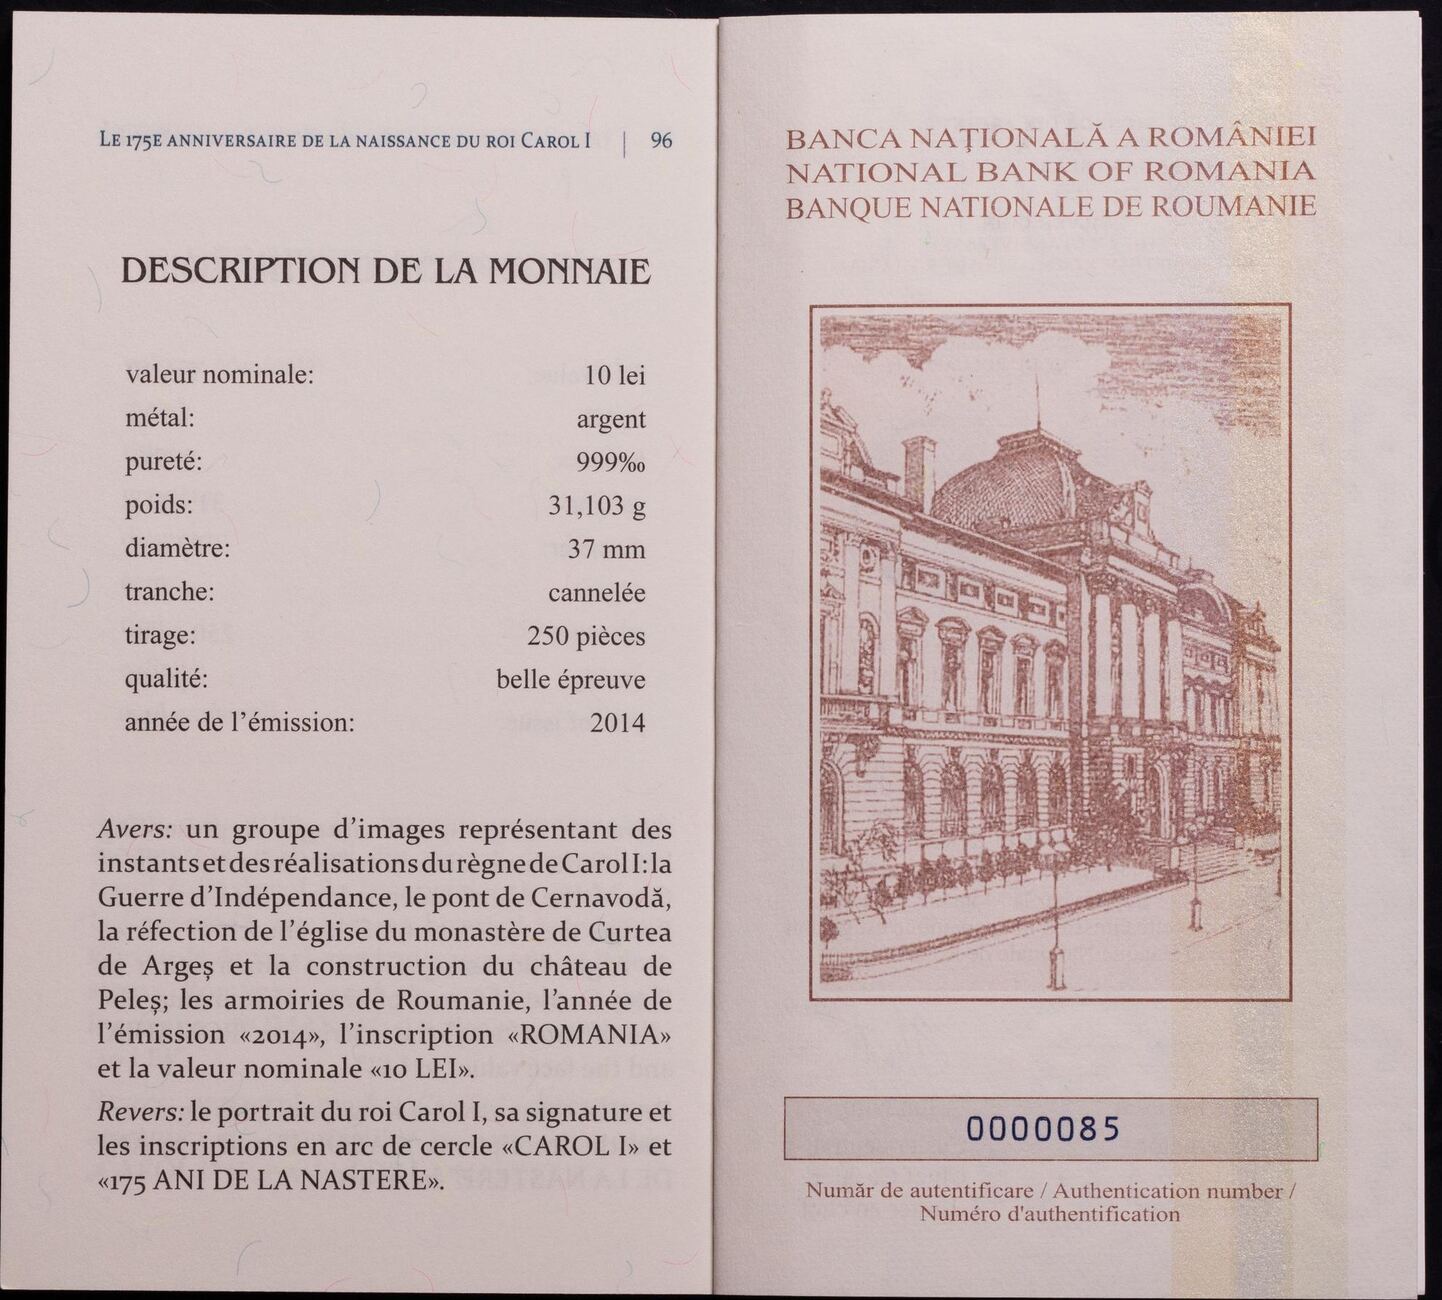 Le 175e anniversaire de la naissance du roi Carol I | 96
DESCRIPTION DE LA MONNAIE
valeur nominale: 10 lei
métal: argent
pureté: 999‰
poids: 31,103 g
diamètre: 37 mm
tranche: cannelée
tirage: 250 pièces
qualité: belle épreuve
année de l’émission: 2014
Avers: un groupe d’images représentant des
instants et des réalisations du règne de Carol I: la
Guerre d’Indépendance, le pont de Cernavodă,
la réfection de l’église du monastère de Curtea
de Argeş et la construction du château de
Peleş; les armoiries de Roumanie, l’année de
l’émission «2014», l’inscription «ROMANIA»
et la valeur nominale «10 LEI».
Revers: le portrait du roi Carol I, sa signature et
les inscriptions en arc de cercle «CAROL I» et
«175 ANI DE LA NASTERE».
BANCA NAŢIONALĂ A ROMÂNIEI
NATIONAL BANK OF ROMANIA
BANQUE NATIONALE DE ROUMANIE
0000085
Număr de autentificare / Authentication number /
Numéro d'authentification